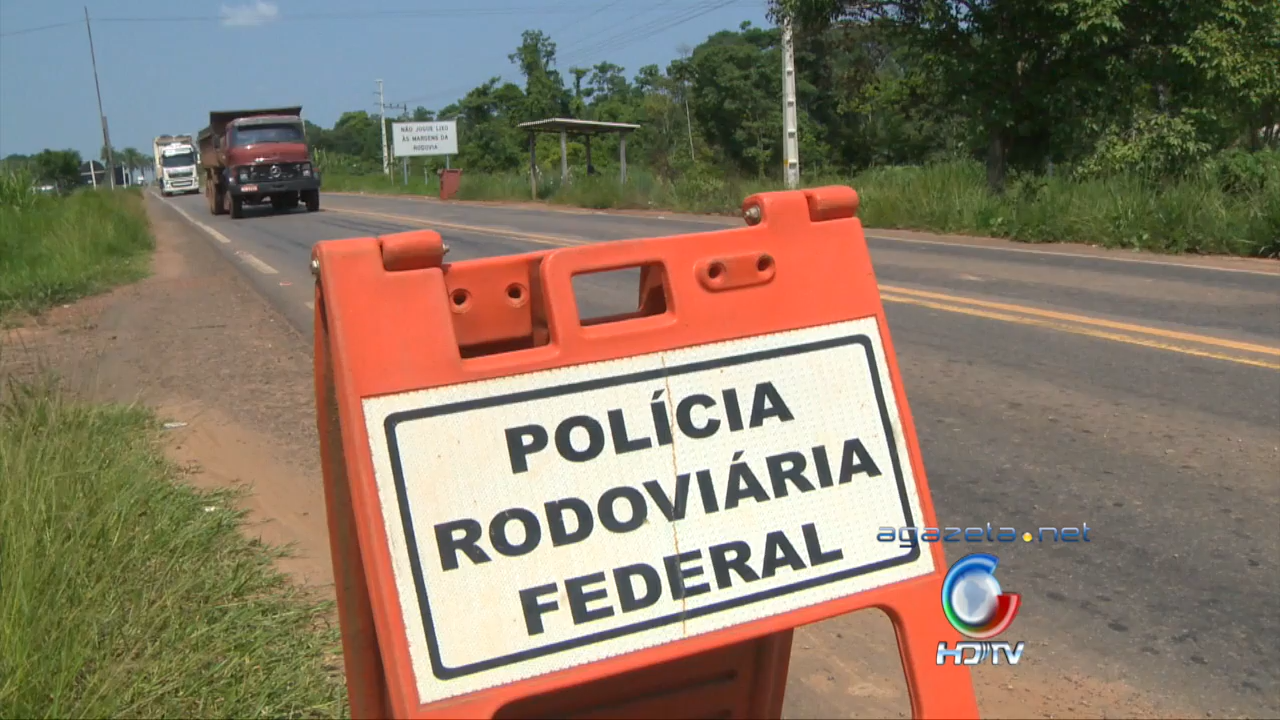 NÃO JOGUE LIXO
ÀS MARGENS DA
RODOVIA
POLÍCIA
RODOVIÁRIA
FEDERAL
agazeta.net
HDTV